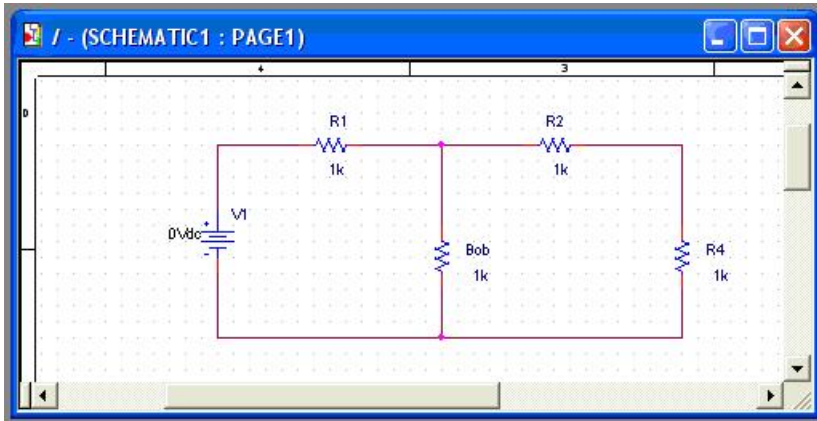 / - (SCHEMATIC1 : PAGE1)
4 3
D
R1 R2
1k 1k
V1
0Vdc
Bob R4
1k 1k